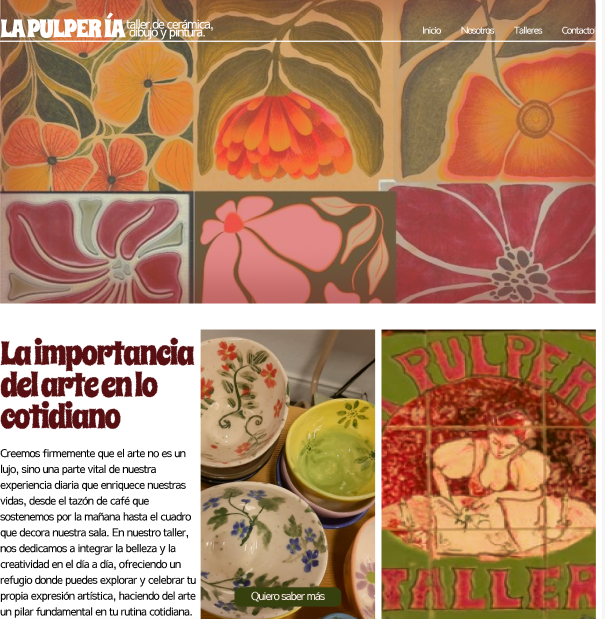 LA PULPERÍA
taller de cerámica,
dibujo y pintura.
Inicio Nosotros Talleres Contacto
La importancia
del arte en lo
cotidiano
Creemos firmemente que el arte no es un
lujo, sino una parte vital de nuestra
experiencia diaria que enriquece nuestras
vidas, desde el tazón de café que
sostenemos por la mañana hasta el cuadro
que decora nuestra sala. En nuestro taller,
nos dedicamos a integrar la belleza y la
creatividad en el día a día, ofreciendo un
refugio donde puedes explorar y celebrar tu
propia expresión artística, haciendo del arte
un pilar fundamental en tu rutina cotidiana.
Quiero saber más
PULPERI
TALLER